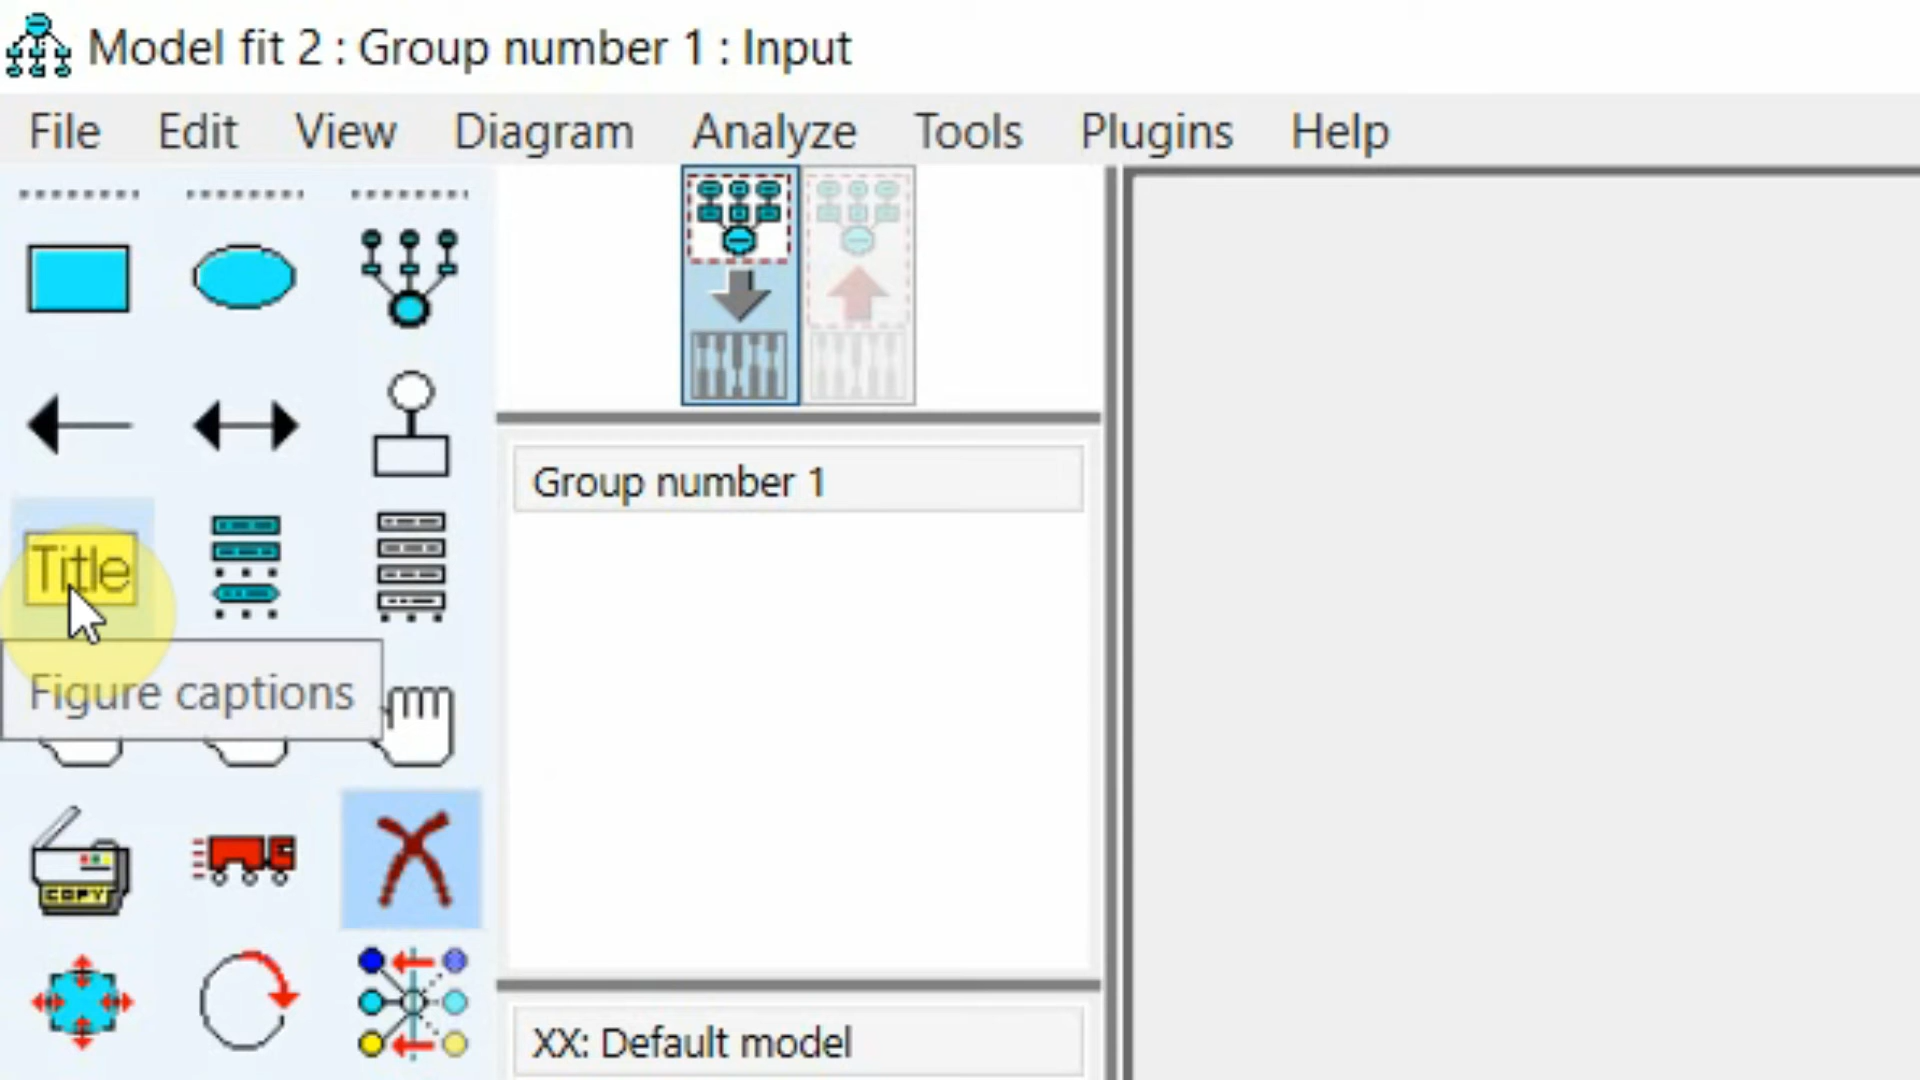 Model fit 2 : Group number 1 : Input
File Edit View Diagram Analyze Tools Plugins Help
Group number 1
Title
Figure captions
COPY
XX: Default model